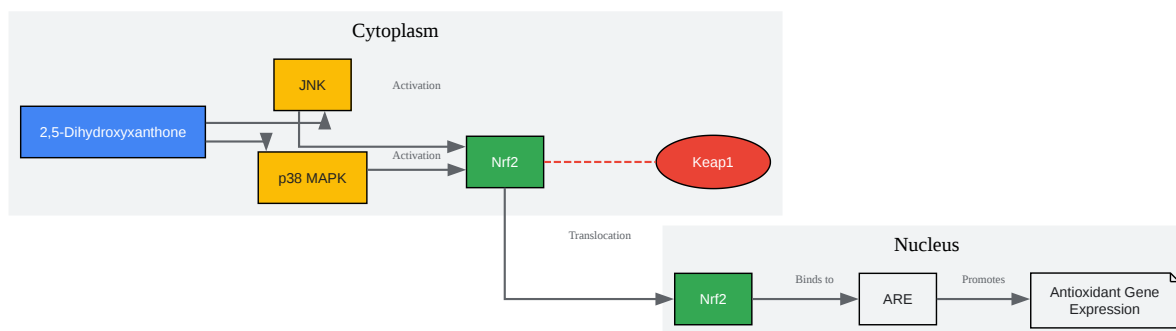 Cytoplasm
JNK
Activation
2,5-Dihydroxyxanthone
Activation
p38 MAPK
Nrf2
Keap1
Translocation
Nucleus
Nrf2
Binds to
ARE
Promotes
Antioxidant Gene
Expression